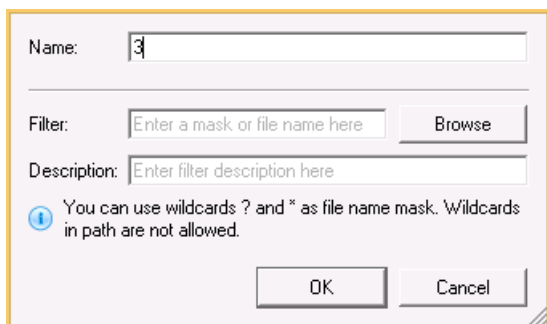 Name: 3
Filter: Enter a mask or file name here Browse
Description: Enter filter description here
You can use wildcards ? and * as file name mask. Wildcards
in path are not allowed.
OK Cancel